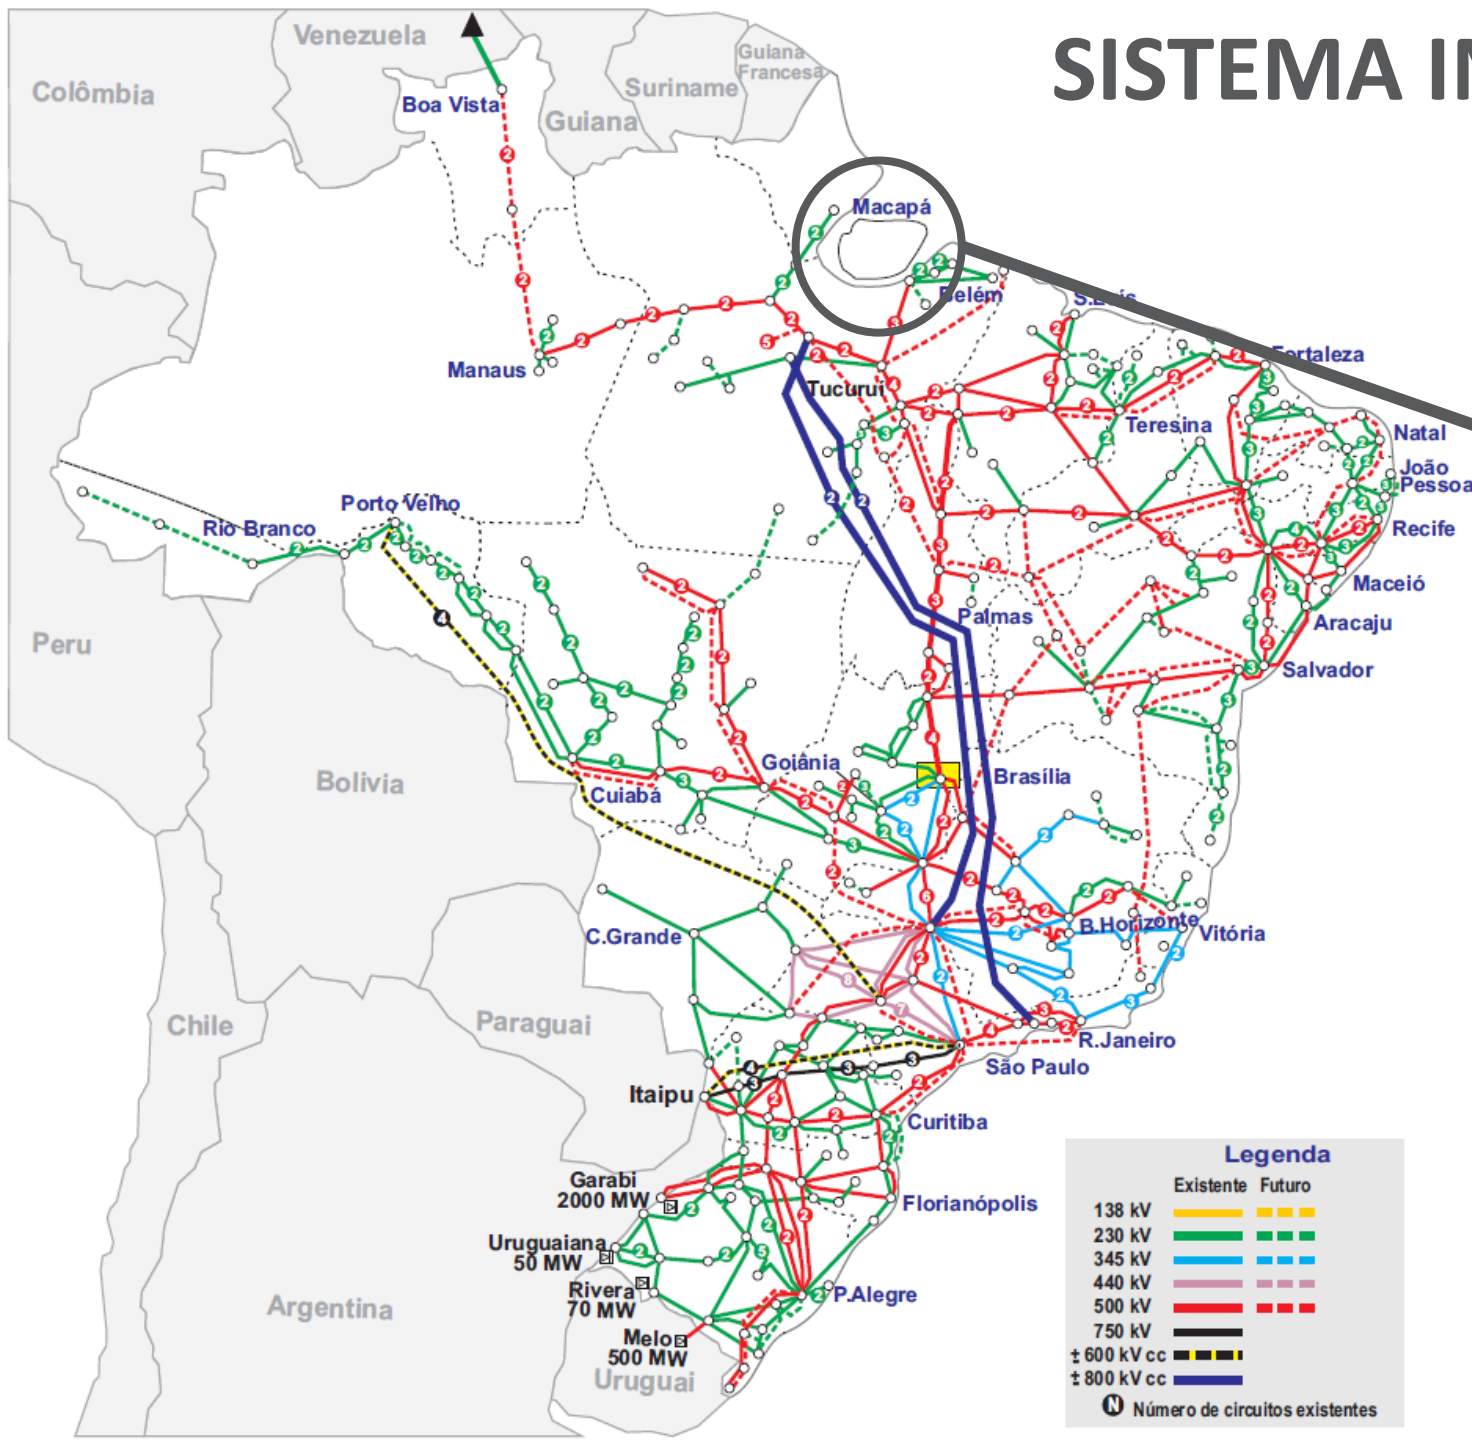 SISTEMA IN
Venezuela
Guiana
Francesa
Colômbia
Suriname
Boa Vista
Guiana
Macapá
Belém
S.Luís
Fortaleza
Manaus
Tucuruí
Teresina
Natal
João
Pessoa
Porto Velho
Rio Branco
Recife
Maceió
Palmas
Aracaju
Peru
Salvador
Goiânia
Brasília
Bolivia
Cuiabá
B.Horizonte
Vitória
C.Grande
Chile
Paraguai
R.Janeiro
São Paulo
Itaipu
Curitiba
Garabi
2000 MW
Florianópolis
Uruguaiana
50 MW
Rivera
70 MW
P.Alegre
Argentina
Melo
500 MW
Uruguai
Legenda
Existente Futuro
138 kV
230 kV
345 kV
440 kV
500 kV
750 kV
±600 kV cc
±800 kV cc
N Número de circuitos existentes